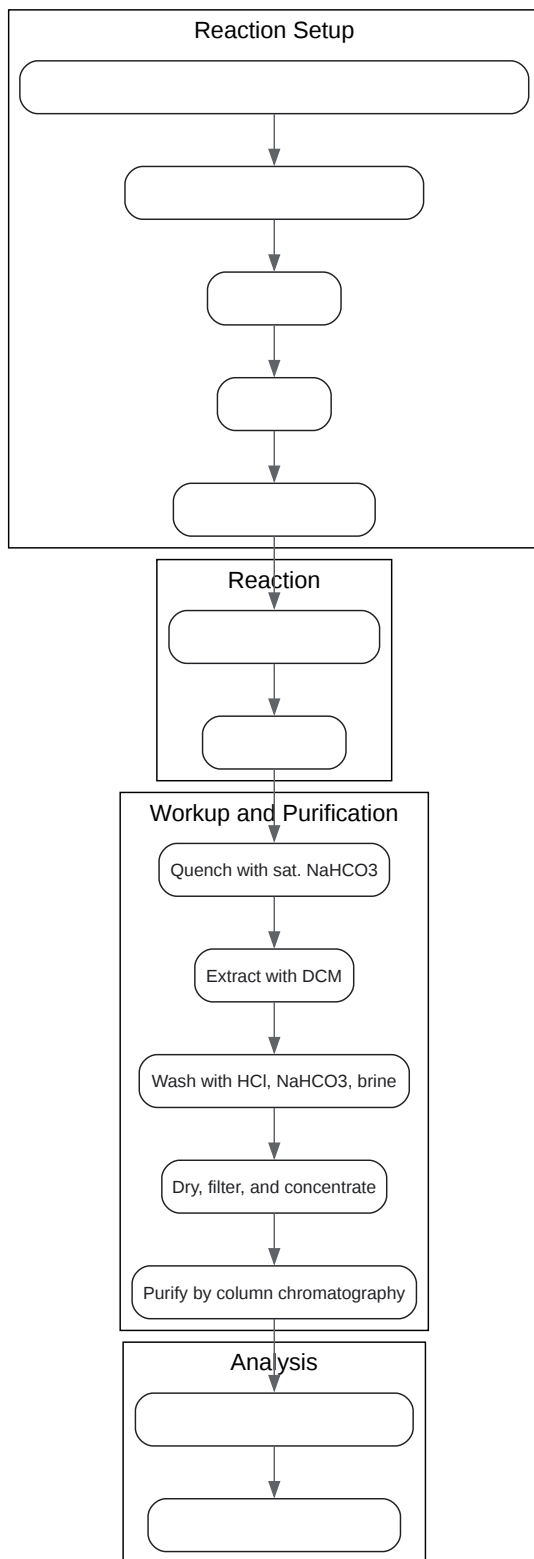 Reaction Setup
Reaction
Workup and Purification
Quench with sat. NaHCO3
Extract with DCM
Wash with HCl, NaHCO3, brine
Dry, filter, and concentrate
Purify by column chromatography
Analysis